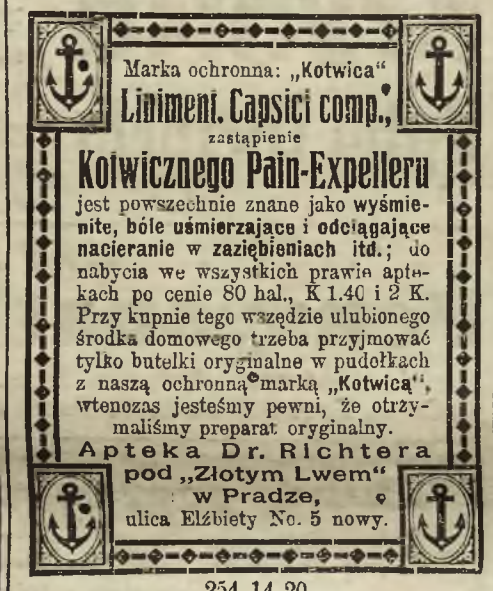 Marka ochronna: „Kotwica“
Liniment. Capsici comp.,
zastąpienie
Kotwicznego Pain-Expelleru
jest powszechnie znane jako wyśmie-
nite, bóle uśmierzające i odciągające
nacieranie w zaziębieniach itd.; do
nabycia we wszystkich prawie apte-
kach po cenie 80 hal., K 1.40 i 2 K.
Przy kupnie tego wszędzie ulubionego
środka domowego trzeba przyjmować
tylko butelki oryginalne w pudołkach
z naszą ochronną marką „Kotwicą“,
wtenczas jesteśmy pewni, że otrzy-
maliśmy preparat oryginalny.
Apteka Dr. Richtera
pod „Złotym Lwem“
w Pradze,
ulica Elżbiety No. 5 nowy.
254 14 20